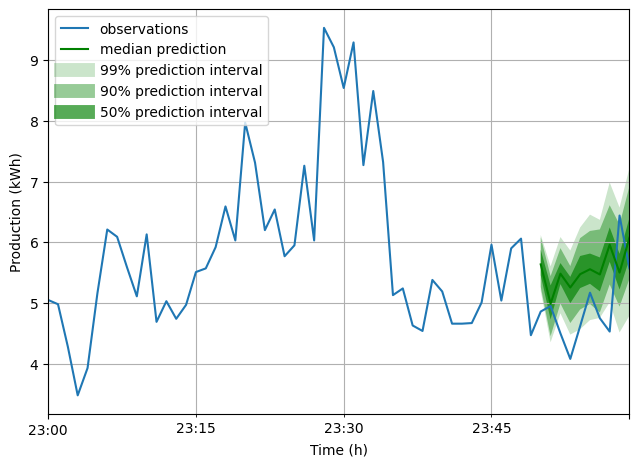 observations
median prediction
99% prediction interval
90% prediction interval
50% prediction interval
9
8
7
6
5
4
Production (kWh)
23:00
23:15
23:30
23:45
Time (h)